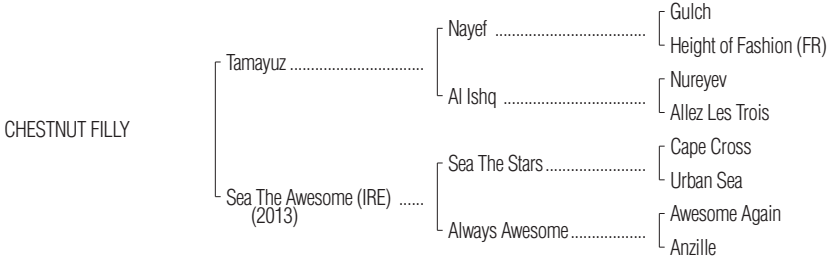 Gulch
Nayef ....................................
Height of Fashion (FR)
Tamayuz ................................
Nureyev
Al Ishq ..................................
Allez Les Trois
CHESTNUT FILLY
Cape Cross
Sea The Stars........................
Urban Sea
Sea The Awesome (IRE) ......
(2013)
Awesome Again
Always Awesome..................
Anzille